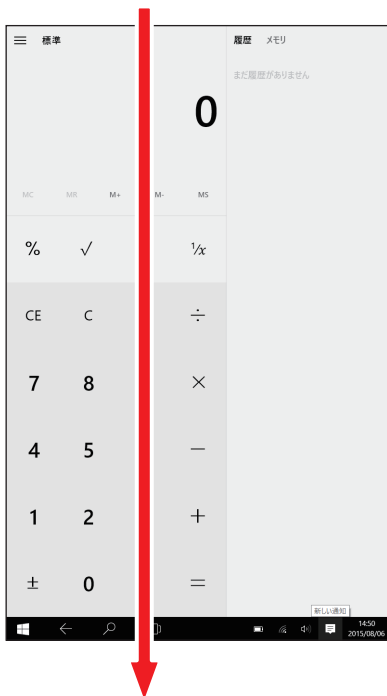 標準
履歴 メモリ
まだ履歴がありません
0
MC MR M+ M- MS
% √ ¹/x
CE C ÷
7 8 ×
4 5 −
1 2 +
± 0 =
新しい通知
14:50
2015/08/06